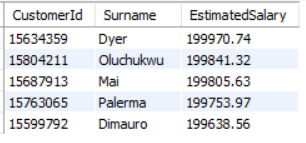 CustomerId Surname EstimatedSalary
15634359 Dyer 199970.74
15804211 Oluchukwu 199841.32
15687913 Mai 199805.63
15763065 Palerma 199753.97
15599792 Dimauro 199638.56